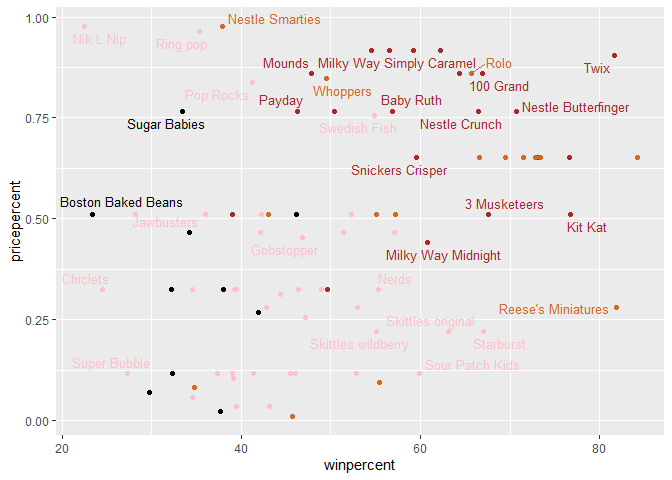 1.00
Nestle Smarties
Nik L Nip
Ring pop
Mounds
Milky Way Simply Caramel
Rolo
Twix
Pop Rocks
Whoppers
100 Grand
Payday
Baby Ruth
Nestle Butterfinger
0.75
Sugar Babies
Swedish Fish
Nestle Crunch
Snickers Crisper
Boston Baked Beans
3 Musketeers
0.50
Jawbusters
Kit Kat
Gobstopper
Milky Way Midnight
pricepercent
Chiclets
Nerds
Reese's Miniatures
0.25
Skittles original
Skittles wildberry
Starburst
Super Bubble
Sour Patch Kids
0.00
20
40
60
80
winpercent